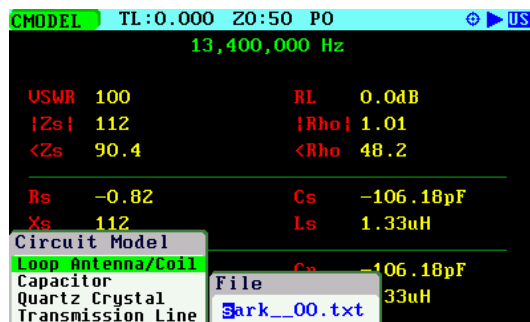 CMODEL TL:0.000 Z0:50 PO US
13,400,000 Hz
VSWR 100 RL 0.0dB
|Zs| 112 |Rho| 1.01
<Zs 90.4 <Rho 48.2
Rs -0.82 Cs -106.18pF
Xs 112 Ls 1.33uH
Circuit Model
Loop Antenna/Coil
Capacitor
Quartz Crystal
Transmission Line
Cp -106.18pF
33uH
File
sark__00.txt